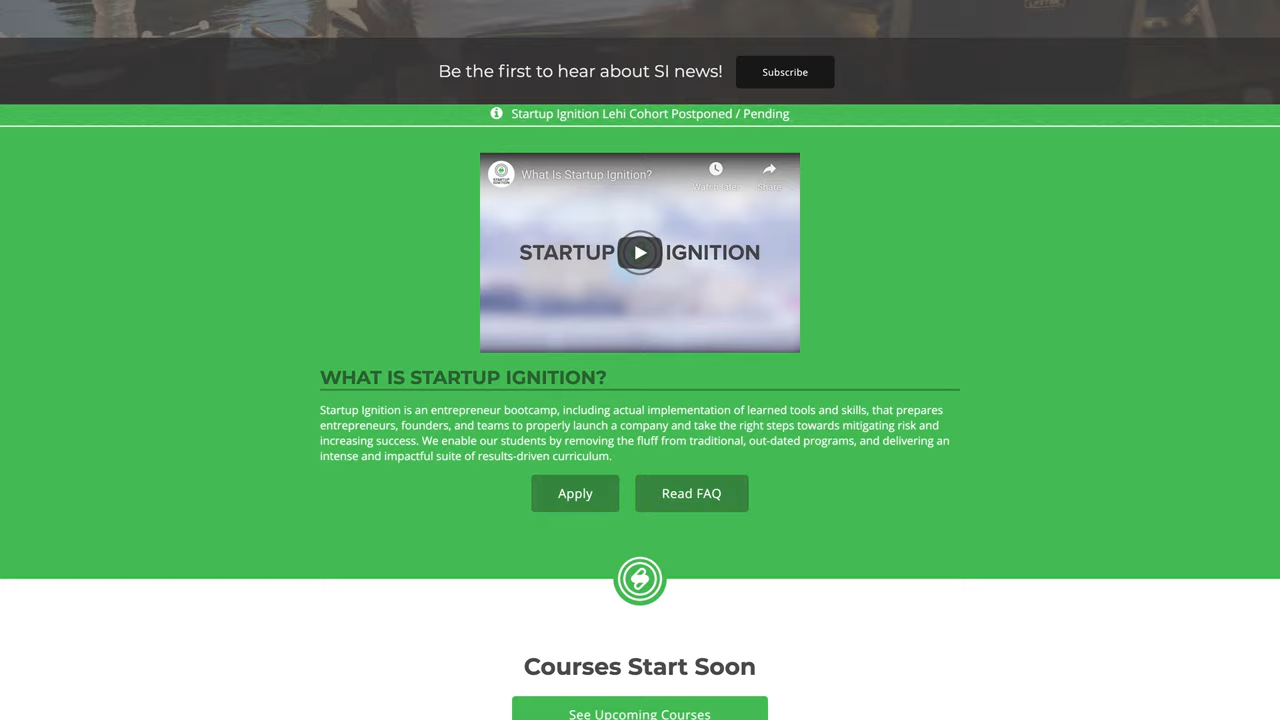 Be the first to hear about SI news!
Subscribe
Startup Ignition Lehi Cohort Postponed / Pending
What Is Startup Ignition?
Watch later
Share
STARTUP IGNITION
WHAT IS STARTUP IGNITION?
Startup Ignition is an entrepreneur bootcamp, including actual implementation of learned tools and skills, that prepares
entrepreneurs, founders, and teams to properly launch a company and take the right steps towards mitigating risk and
increasing success. We enable our students by removing the fluff from traditional, out-dated programs, and delivering an
intense and impactful suite of results-driven curriculum.
Apply
Read FAQ
Courses Start Soon
See Upcoming Courses